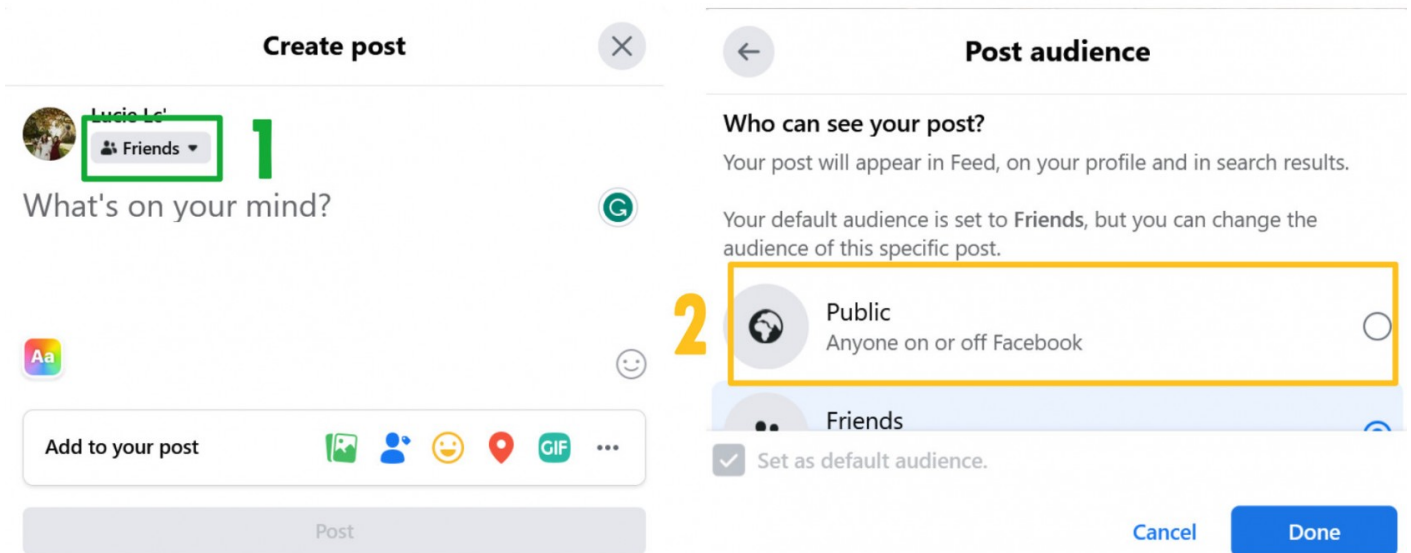 Create post
Lucie Lc'
Friends
1
What's on your mind?
G
Aa
Add to your post
GIF
Post
Post audience
Who can see your post?
Your post will appear in Feed, on your profile and in search results.
Your default audience is set to Friends, but you can change the
audience of this specific post.
2
Public
Anyone on or off Facebook
Friends
Set as default audience.
Cancel
Done